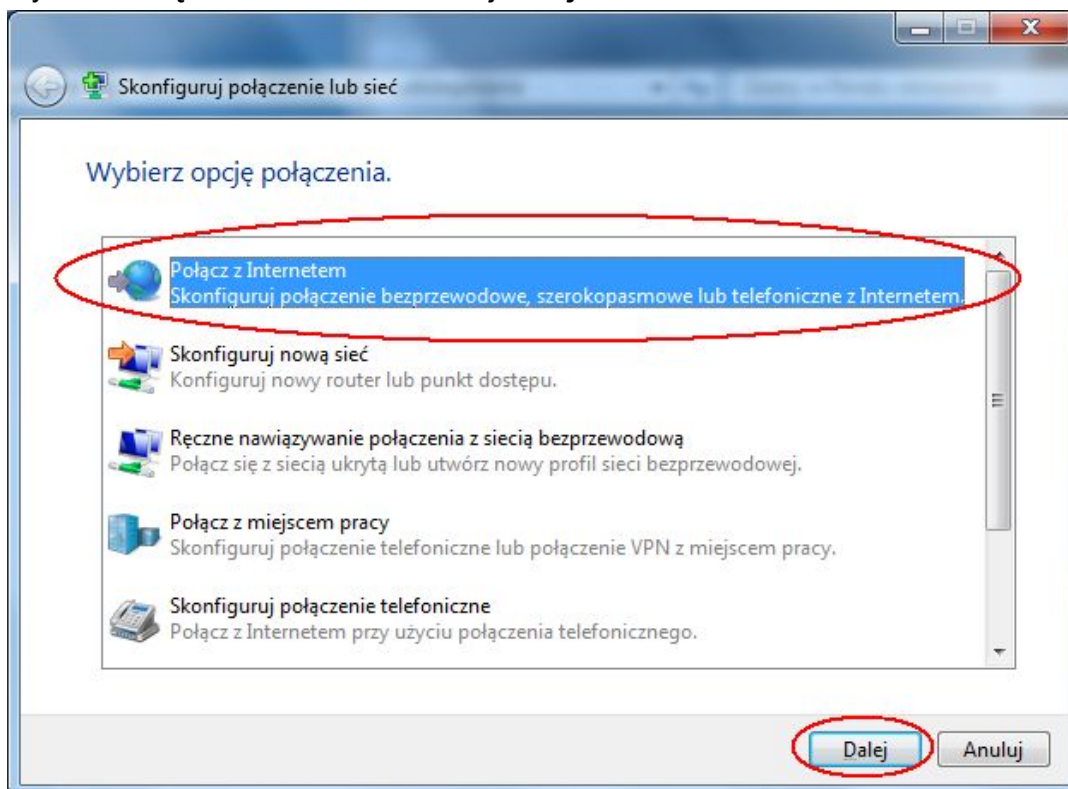 Skonfiguruj połączenie lub sieć
Wybierz opcję połączenia.
Połącz z Internetem
Skonfiguruj połączenie bezprzewodowe, szerokopasmowe lub telefoniczne z Internetem.
Skonfiguruj nową sieć
Konfiguruj nowy router lub punkt dostępu.
Ręczne nawiązywanie połączenia z siecią bezprzewodową
Połącz się z siecią ukrytą lub utwórz nowy profil sieci bezprzewodowej.
Połącz z miejscem pracy
Skonfiguruj połączenie telefoniczne lub połączenie VPN z miejscem pracy.
Skonfiguruj połączenie telefoniczne
Połącz z Internetem przy użyciu połączenia telefonicznego.
Dalej Anuluj